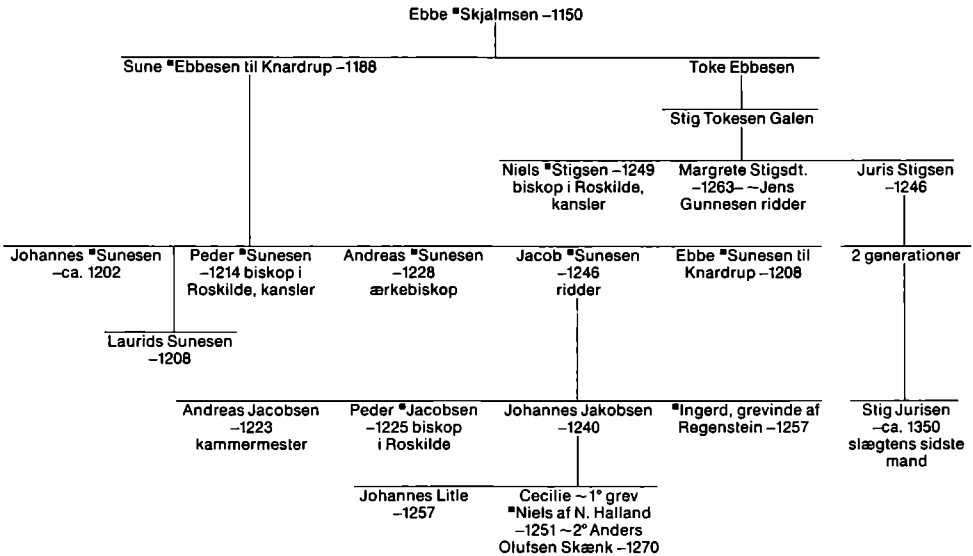 Ebbe ▪Skjalmsen –1150
Sune ▪Ebbesen til Knardrup –1188
Toke Ebbesen
Stig Tokesen Galen
Niels ▪Stigsen –1249
biskop i Roskilde,
kansler
Margrete Stigsdt.
–1263– ~Jens
Gunnesen ridder
Juris Stigsen
–1246
Johannes ▪Sunesen
–ca. 1202
Peder ▪Sunesen
–1214 biskop i
Roskilde, kansler
Andreas ▪Sunesen
–1228
ærkebiskop
Jacob ▪Sunesen
–1246
ridder
Ebbe ▪Sunesen til
Knardrup –1208
2 generationer
Laurids Sunesen
–1208
Andreas Jacobsen
–1223
kammermester
Peder ▪Jacobsen
–1225 biskop
i Roskilde
Johannes Jakobsen
–1240
▪Ingerd, grevinde af
Regenstein –1257
Stig Jurisen
–ca. 1350
slægtens sidste
mand
Johannes Litle
–1257
Cecilie ~1° grev
▪Niels af N. Halland
–1251 ~2° Anders
Olufsen Skænk –1270